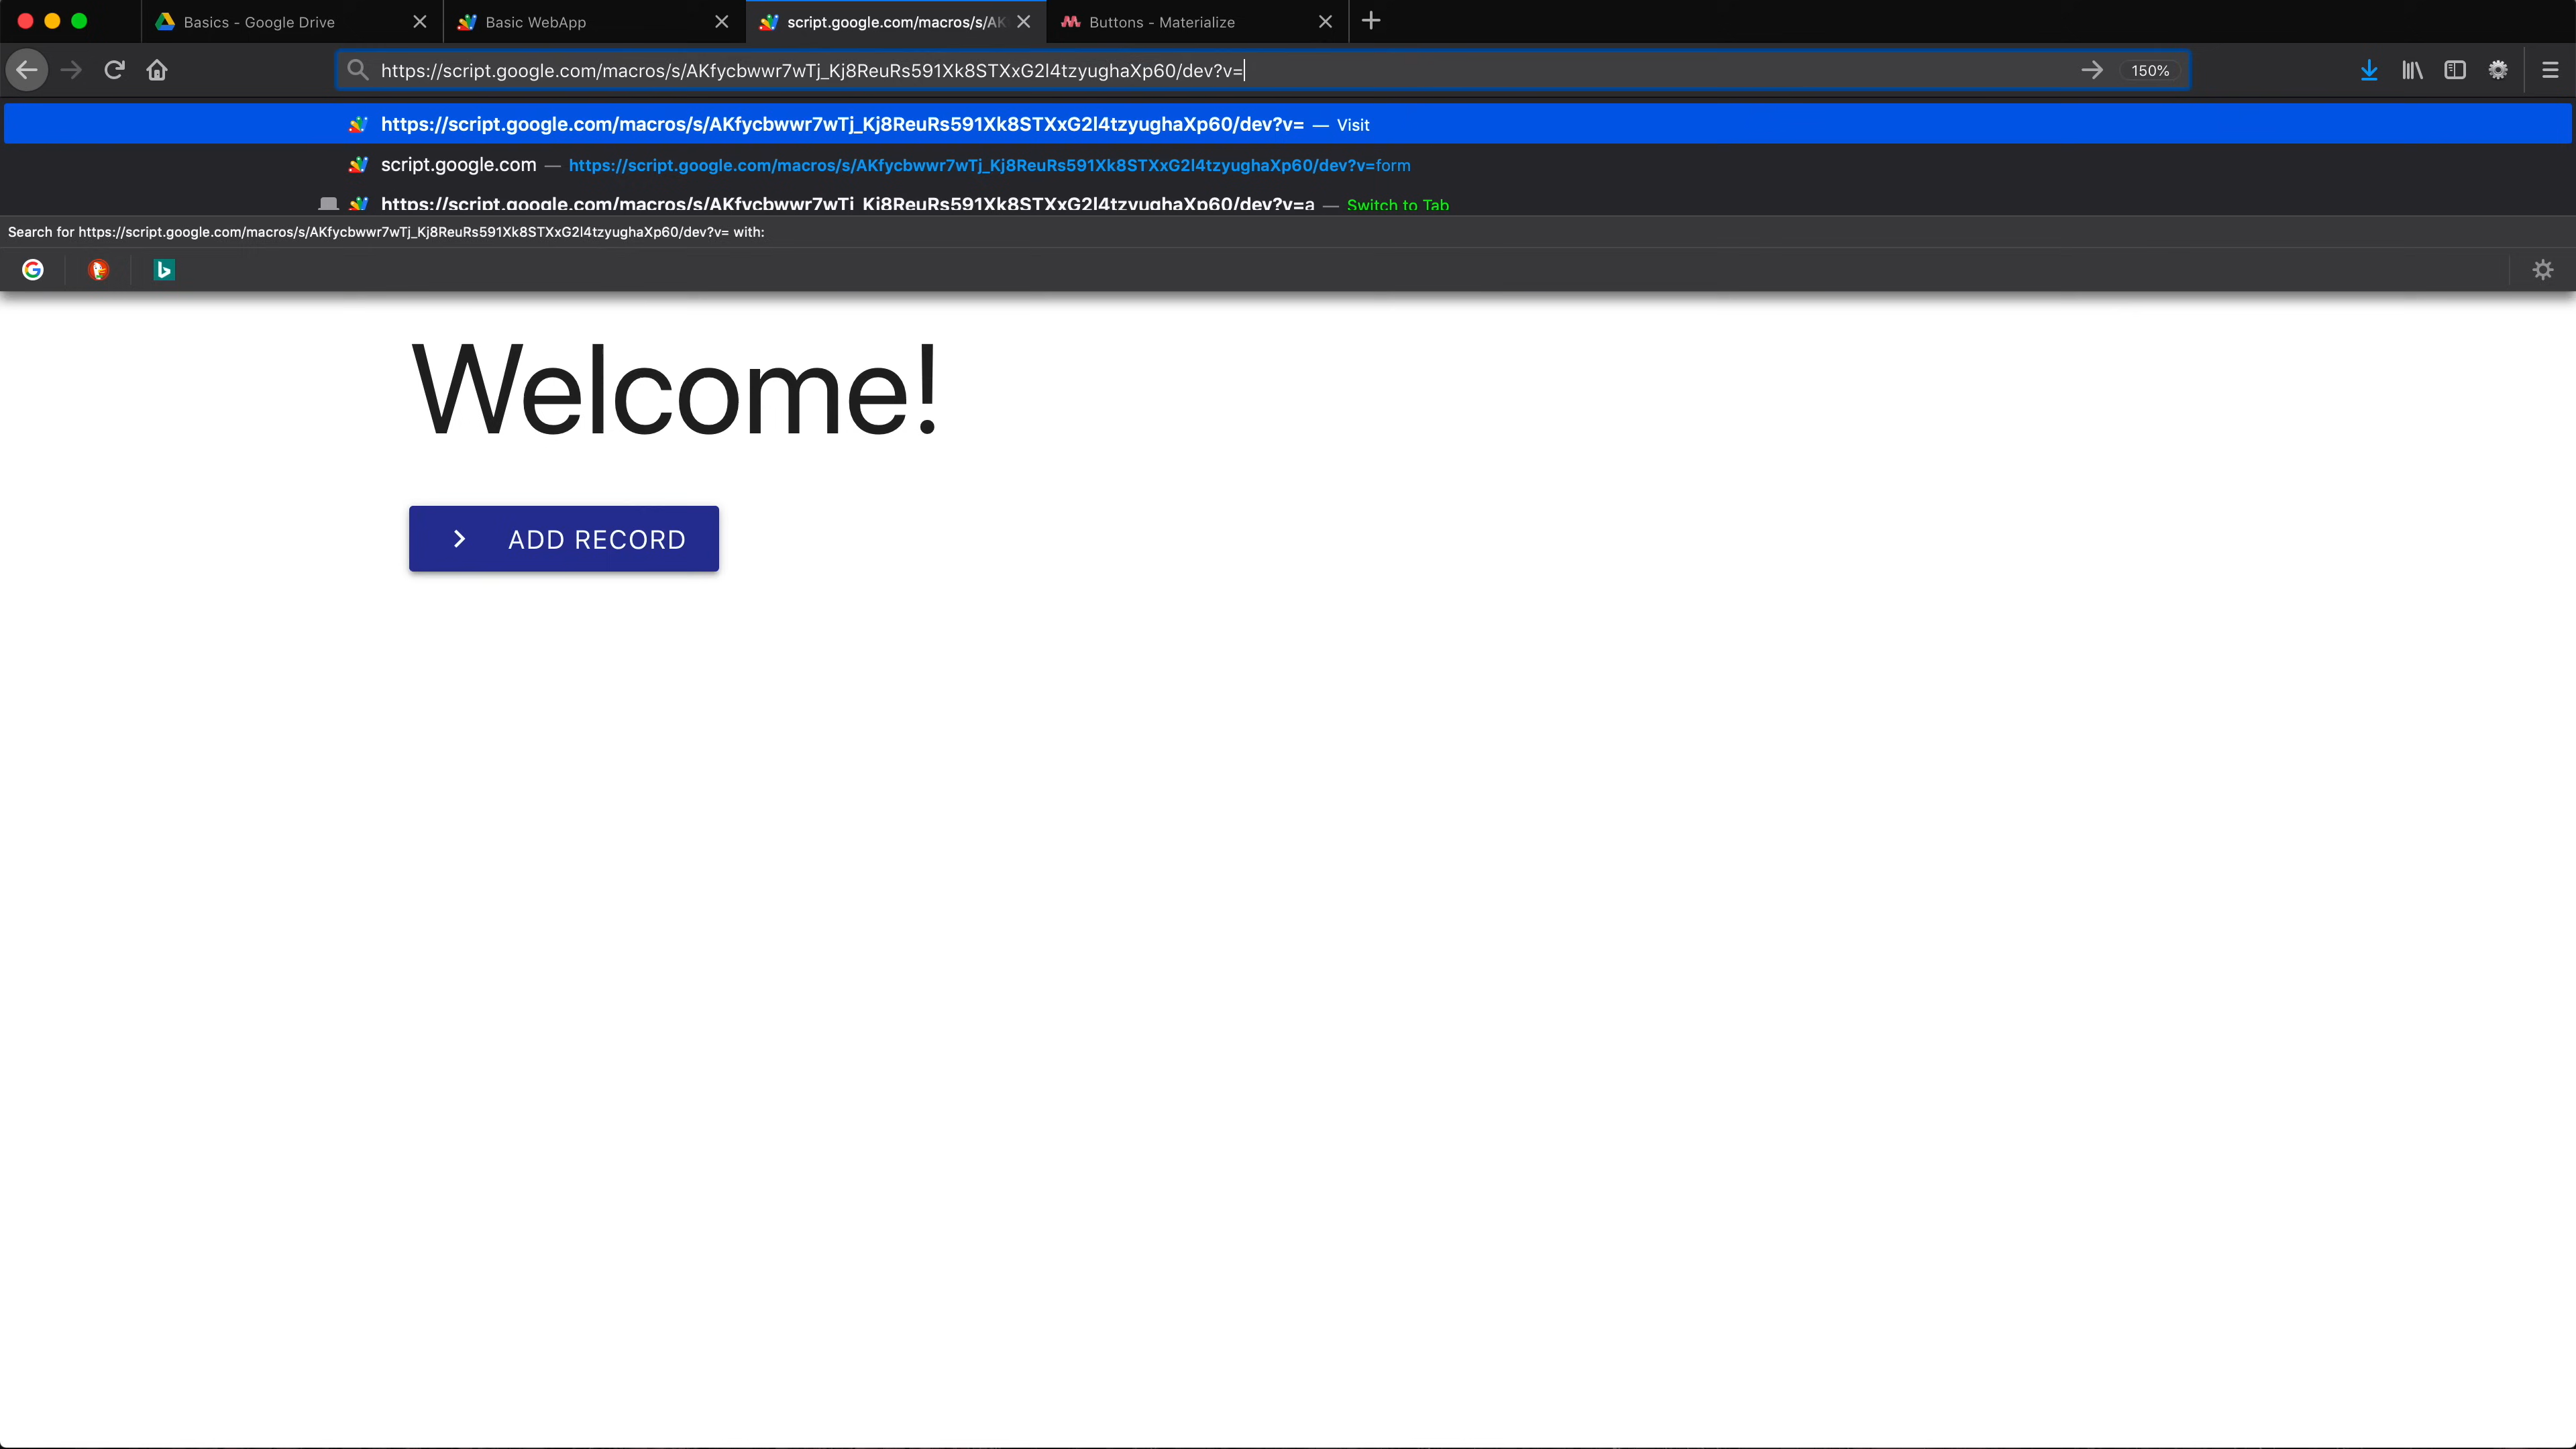 Basics - Google Drive
Basic WebApp
script.google.com/macros/s/AK
Buttons - Materialize
https://script.google.com/macros/s/AKfycbwwr7wTj_Kj8ReuRs591Xk8STXxG2l4tzyughaXp60/dev?v=
150%
https://script.google.com/macros/s/AKfycbwwr7wTj_Kj8ReuRs591Xk8STXxG2l4tzyughaXp60/dev?v= — Visit
script.google.com — https://script.google.com/macros/s/AKfycbwwr7wTj_Kj8ReuRs591Xk8STXxG2l4tzyughaXp60/dev?v=form
https://script.google.com/macros/s/AKfycbwwr7wTj_Kj8ReuRs591Xk8STXxG2l4tzyughaXp60/dev?v=a — Switch to Tab
Search for https://script.google.com/macros/s/AKfycbwwr7wTj_Kj8ReuRs591Xk8STXxG2l4tzyughaXp60/dev?v= with:
Welcome!
ADD RECORD